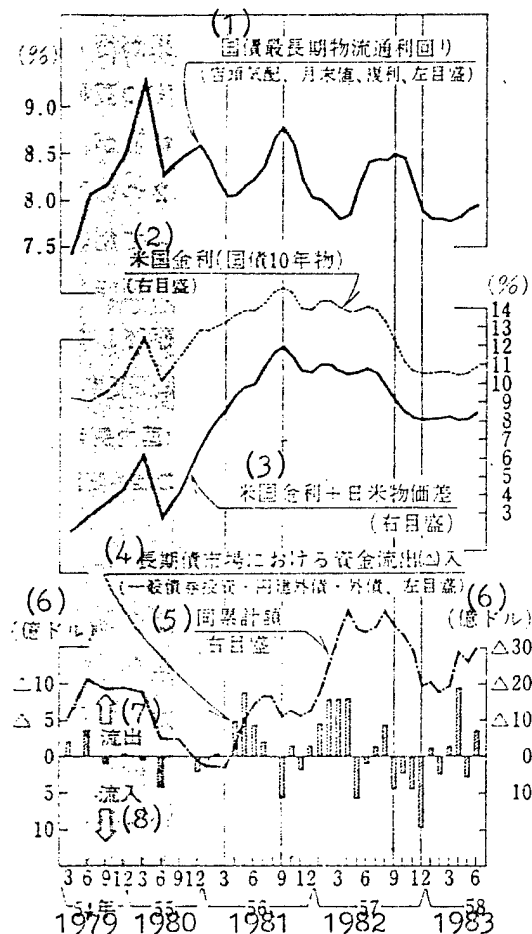 (1)
国債最長期物流通利回り
(店頭気配、月末値、複利、左目盛)
(%)
9.0
8.5
8.0
7.5
(2)
米国金利(国債10年物)
(右目盛)
(%)
14
13
12
11
10
9
8
7
6
5
4
3
(3)
米国金利+日米物価差
(右目盛)
(4)
長期債市場における資金流出(△)入
(一般債券投資・円建外債・外債、左目盛)
(5)
同累計額
右目盛
(6)
(億ドル)
(6)
(億ドル)
10
△ 5
0
5
10
△30
△20
△10
0
10
(7)
流出
流入
(8)
3 6 9 12 3 6 9 12 3 6 9 12 3 6 9 12 3 6
54年 55 56 57 58
1979 1980 1981 1982 1983